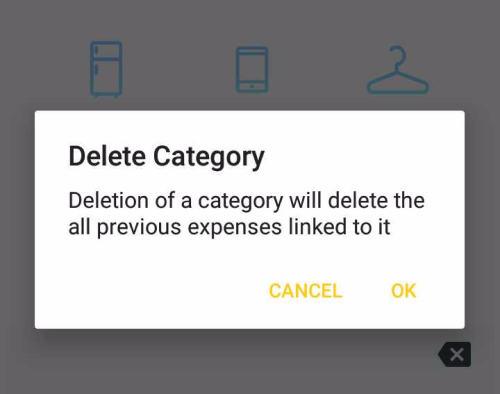 Delete Category
Deletion of a category will delete the
all previous expenses linked to it
CANCEL OK